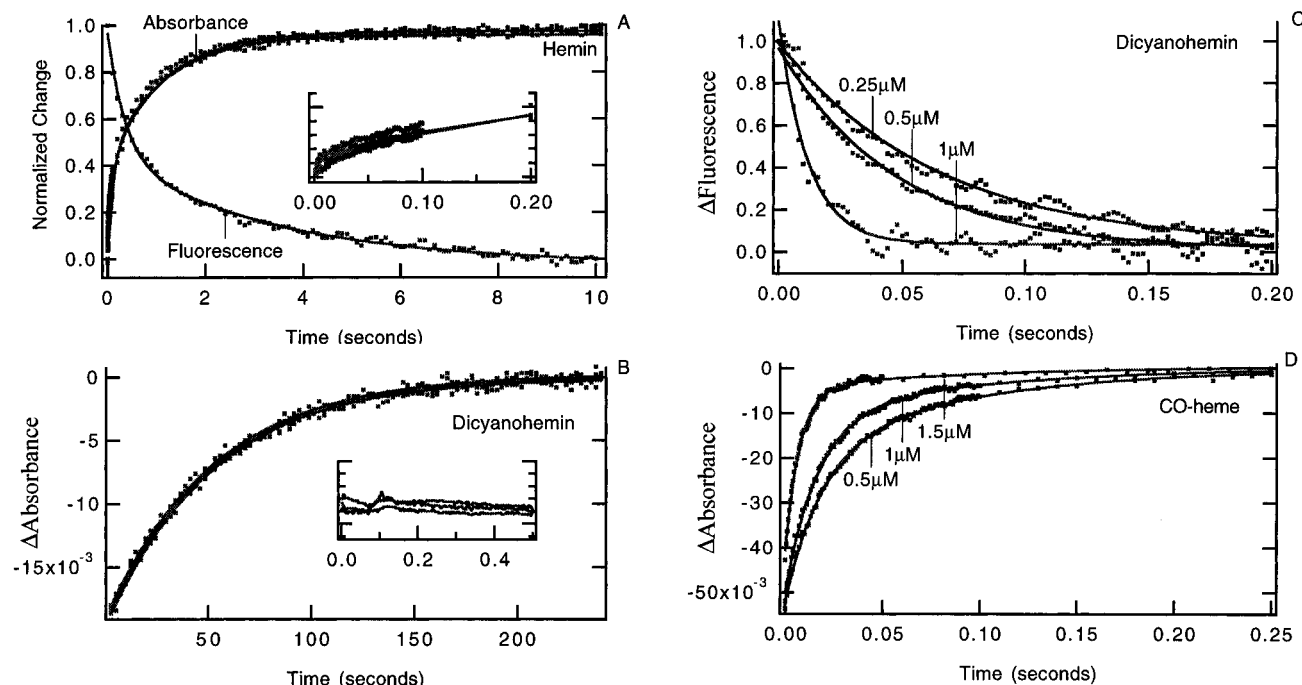 A
Absorbance
Hemin
Fluorescence
Normalized Change
1.0
0.8
0.6
0.4
0.2
0.0
0.00
0.10
0.20
0
2
4
6
8
10
Time (seconds)
C
Dicyanohemin
0.25µM
0.5µM
1µM
ΔFluorescence
1.0
0.8
0.6
0.4
0.2
0.0
0.00
0.05
0.10
0.15
0.20
Time (seconds)
B
Dicyanohemin
ΔAbsorbance
0
-5
-10
-15x10⁻³
0.0
0.2
0.4
50
100
150
200
Time (seconds)
D
CO-heme
1.5µM
1µM
0.5µM
ΔAbsorbance
0
-10
-20
-30
-40
-50x10⁻³
0.00
0.05
0.10
0.15
0.20
0.25
Time (seconds)